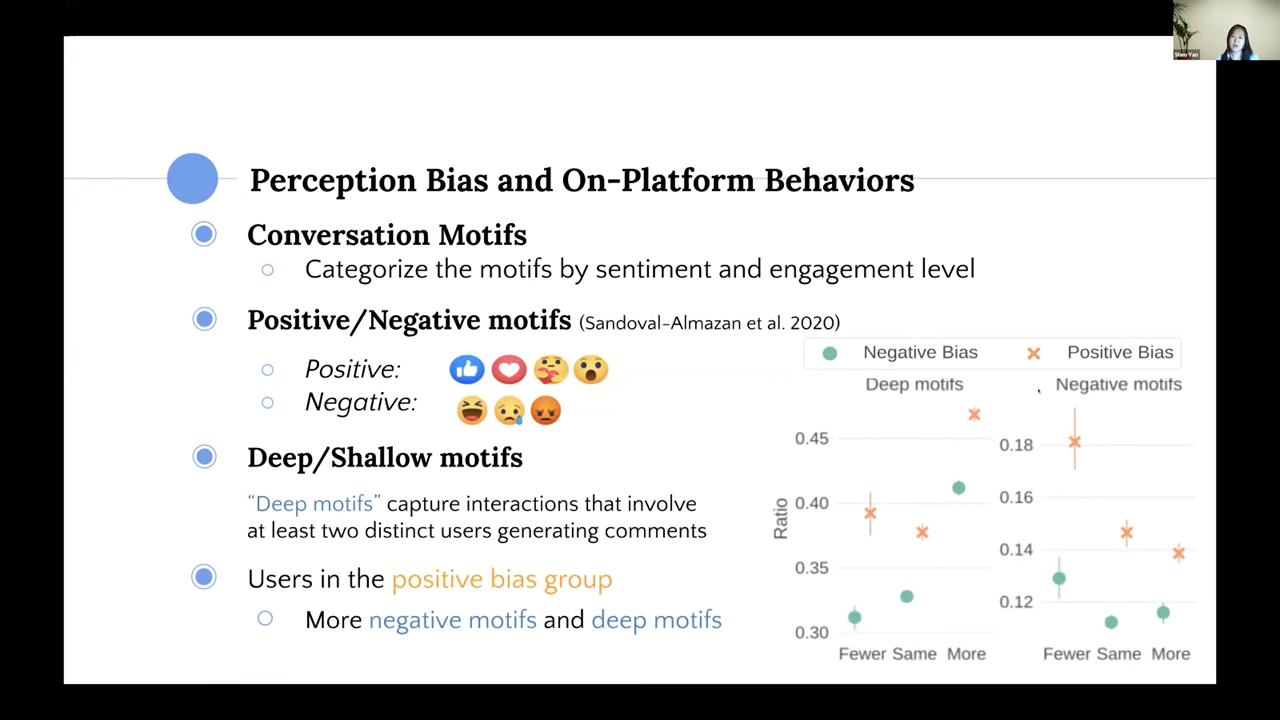 Shen Yan
Perception Bias and On-Platform Behaviors
Conversation Motifs
Categorize the motifs by sentiment and engagement level
Positive/Negative motifs (Sandoval-Almazan et al. 2020)
Positive:
Negative:
Deep/Shallow motifs
“Deep motifs” capture interactions that involve
at least two distinct users generating comments
Users in the positive bias group
More negative motifs and deep motifs
Negative Bias Positive Bias
Deep motifs Negative motifs
Ratio
0.45
0.40
0.35
0.30
0.18
0.16
0.14
0.12
Fewer Same More
Fewer Same More